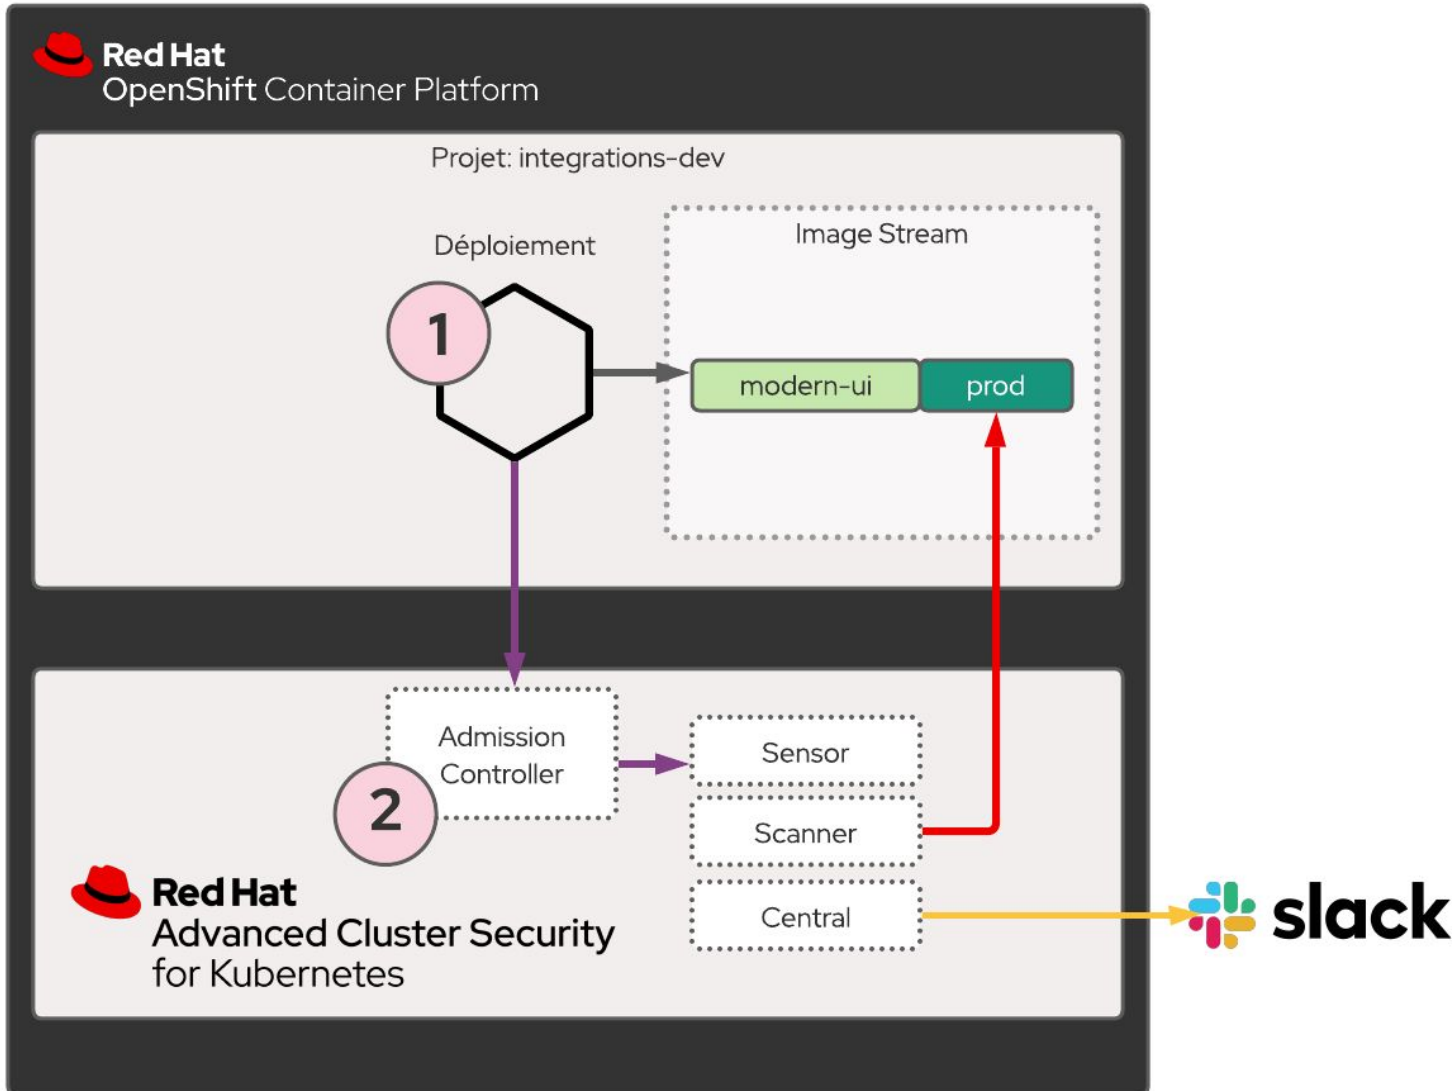 Red Hat
OpenShift Container Platform
Projet: integrations-dev
Déploiement
Image Stream
1
modern-ui
prod
Admission
Controller
Sensor
2
Scanner
Central
Red Hat
Advanced Cluster Security
for Kubernetes
slack